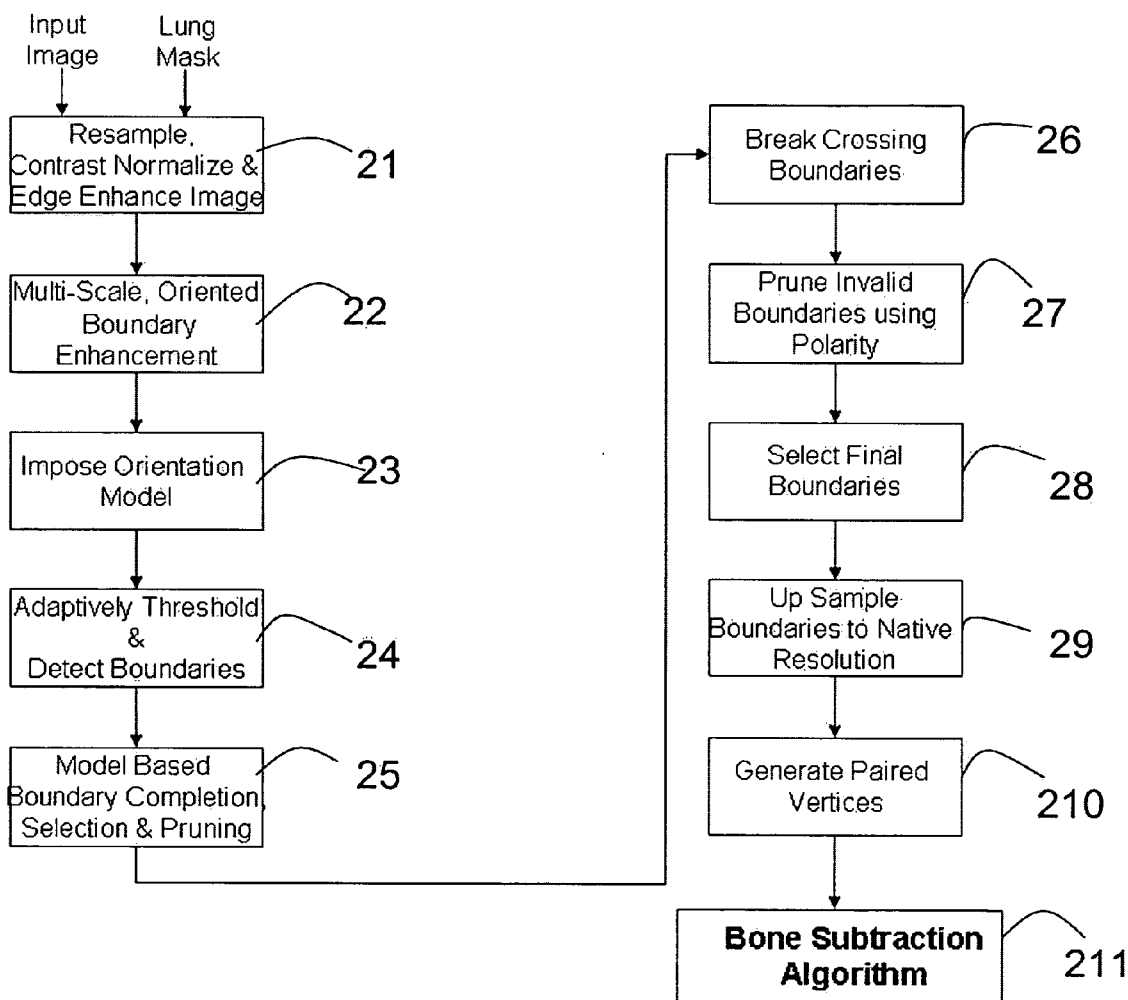 Input
Image
Lung
Mask
Resample,
Contrast Normalize &
Edge Enhance Image
21
Multi-Scale, Oriented
Boundary
Enhancement
22
Impose Orientation
Model
23
Adaptively Threshold
&
Detect Boundaries
24
Model Based
Boundary Completion,
Selection & Pruning
25
Break Crossing
Boundaries
26
Prune Invalid
Boundaries using
Polarity
27
Select Final
Boundaries
28
Up Sample
Boundaries to Native
Resolution
29
Generate Paired
Vertices
210
Bone Subtraction
Algorithm
211